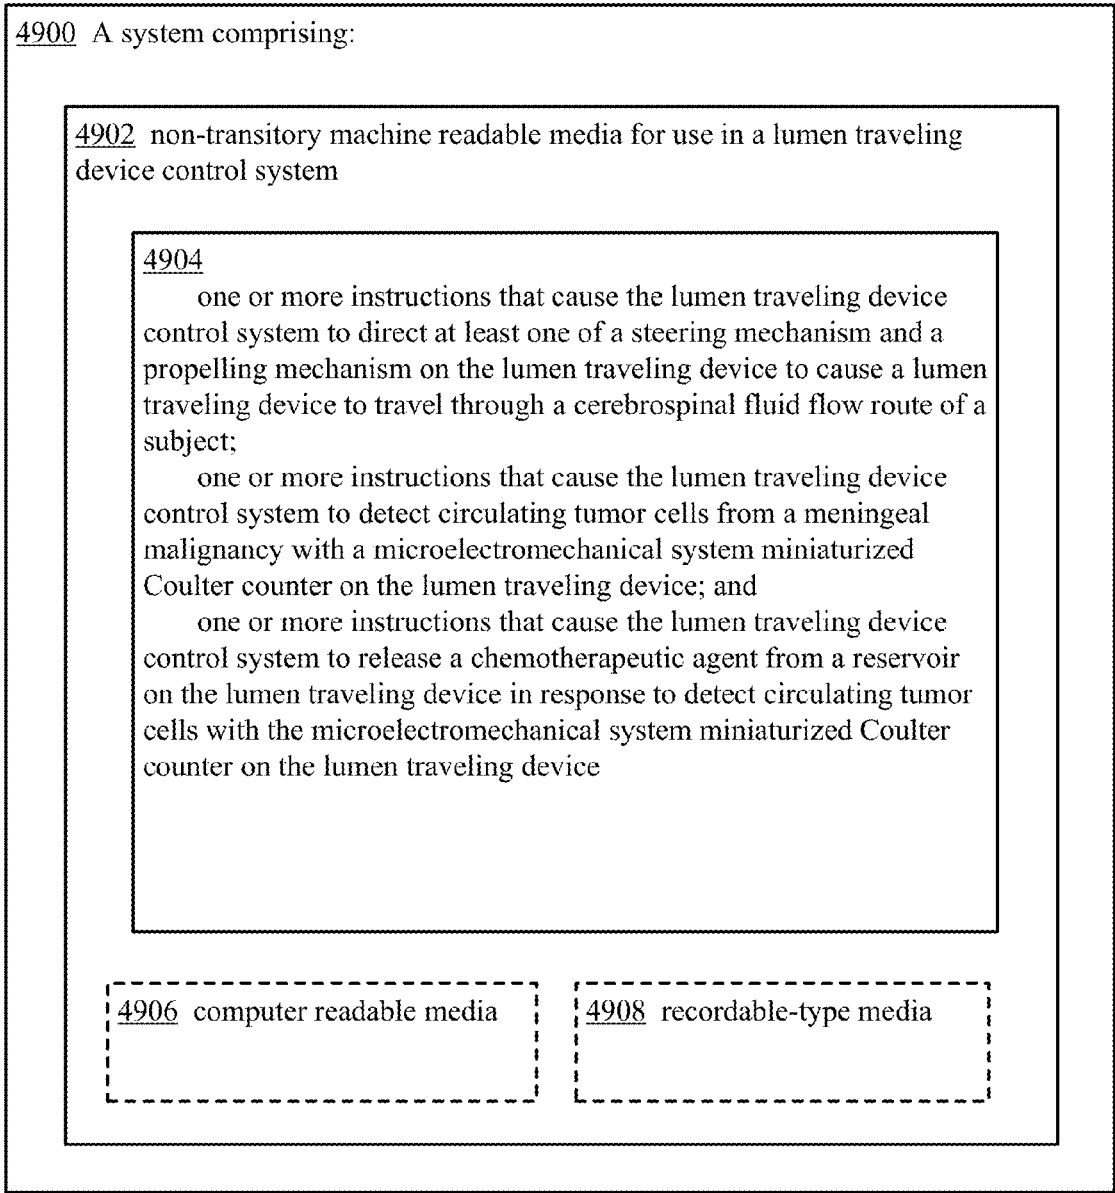 4900 A system comprising:
4902 non-transitory machine readable media for use in a lumen traveling
device control system
4904
one or more instructions that cause the lumen traveling device
control system to direct at least one of a steering mechanism and a
propelling mechanism on the lumen traveling device to cause a lumen
traveling device to travel through a cerebrospinal fluid flow route of a
subject;
one or more instructions that cause the lumen traveling device
control system to detect circulating tumor cells from a meningeal
malignancy with a microelectromechanical system miniaturized
Coulter counter on the lumen traveling device; and
one or more instructions that cause the lumen traveling device
control system to release a chemotherapeutic agent from a reservoir
on the lumen traveling device in response to detect circulating tumor
cells with the microelectromechanical system miniaturized Coulter
counter on the lumen traveling device
4906 computer readable media
4908 recordable-type media